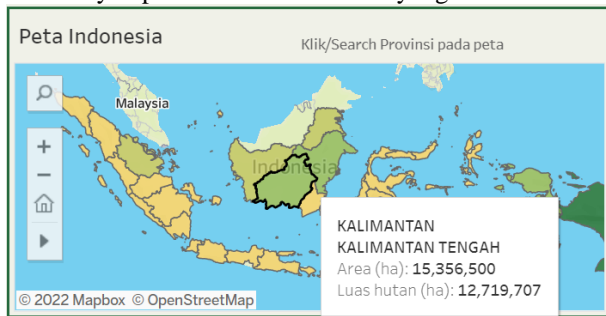 Peta Indonesia
Klik/Search Provinsi pada peta
Malaysia
Indonesia
KALIMANTAN
KALIMANTAN TENGAH
Area (ha): 15,356,500
Luas hutan (ha): 12,719,707
© 2022 Mapbox © OpenStreetMap